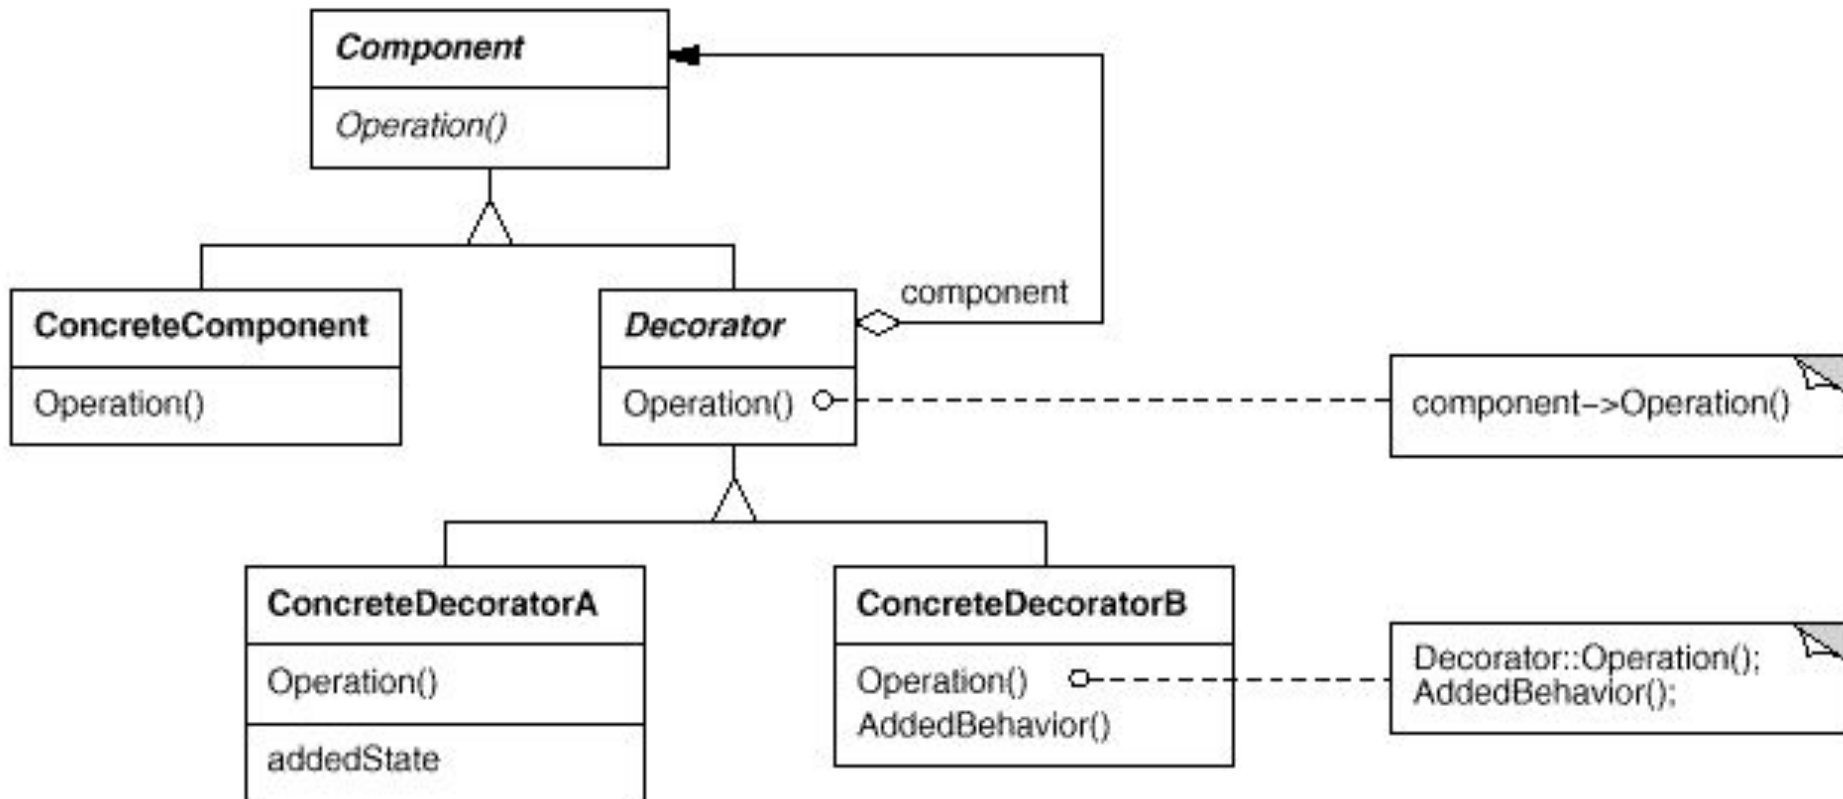 Component
Operation()
component
ConcreteComponent
Operation()
Decorator
Operation()
component–>Operation()
ConcreteDecoratorA
Operation()
addedState
ConcreteDecoratorB
Operation()
AddedBehavior()
Decorator::Operation();
AddedBehavior();